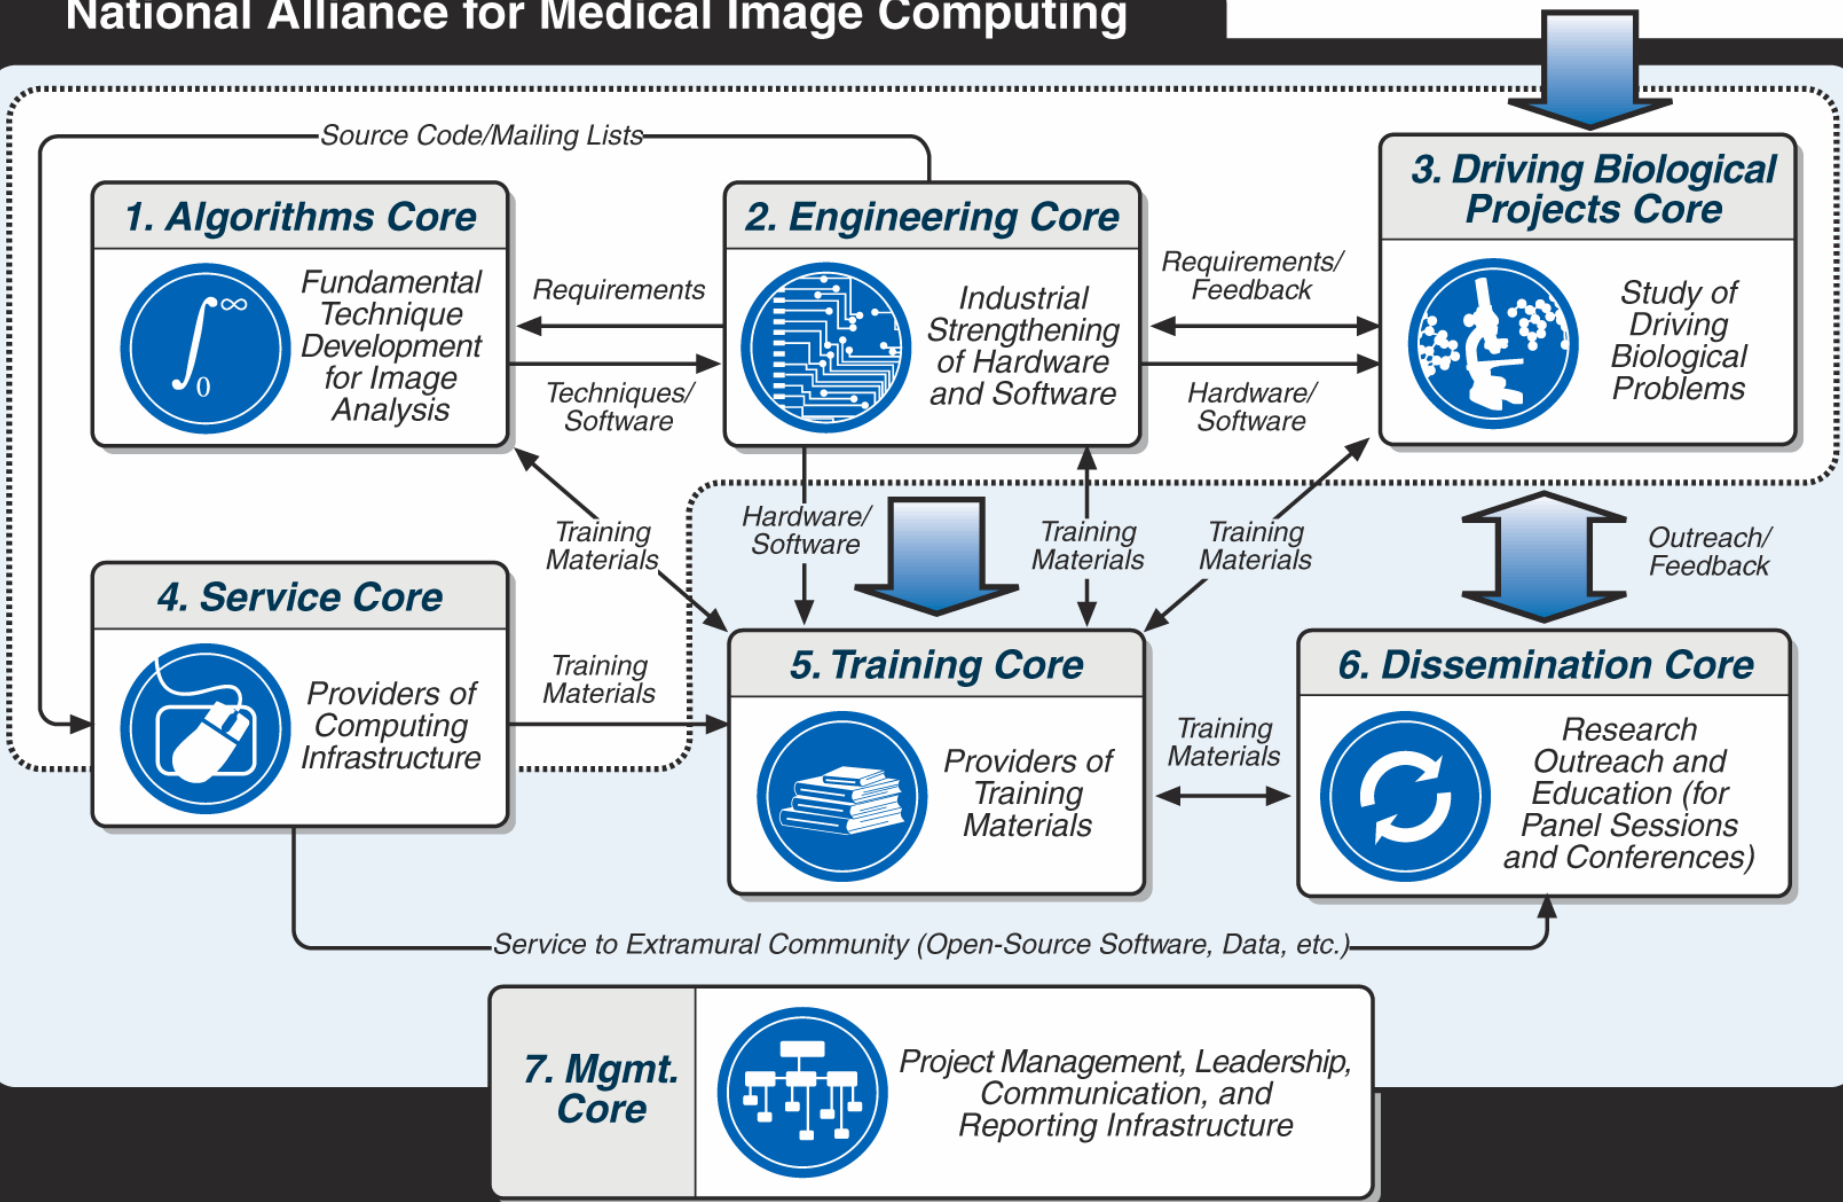 National Alliance for Medical Image Computing
Source Code/Mailing Lists
1. Algorithms Core
∫
∞
0
Fundamental
Technique
Development
for Image
Analysis
Requirements
Techniques/
Software
2. Engineering Core
Industrial
Strengthening
of Hardware
and Software
Requirements/
Feedback
Hardware/
Software
3. Driving Biological
Projects Core
Study of
Driving
Biological
Problems
Training
Materials
Hardware/
Software
Training
Materials
Training
Materials
Outreach/
Feedback
4. Service Core
Providers of
Computing
Infrastructure
Training
Materials
5. Training Core
Providers of
Training
Materials
Training
Materials
6. Dissemination Core
Research
Outreach and
Education (for
Panel Sessions
and Conferences)
Service to Extramural Community (Open-Source Software, Data, etc.)
7. Mgmt.
Core
Project Management, Leadership,
Communication, and
Reporting Infrastructure